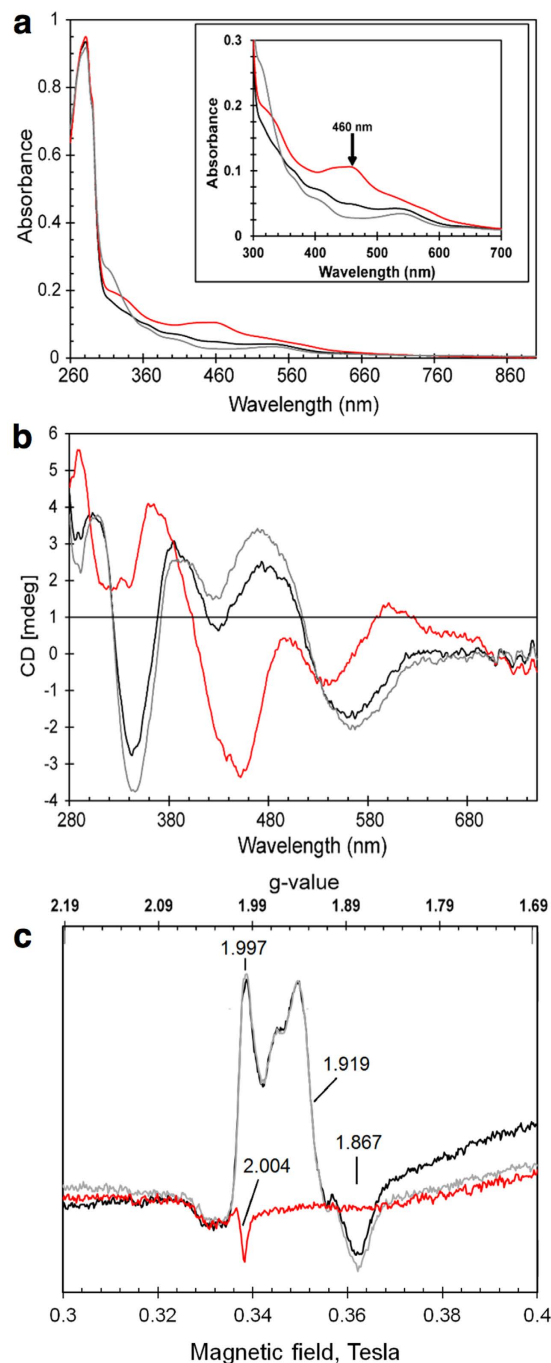 a
1
0.8
0.6
0.4
0.2
0
Absorbance
260 360 460 560 660 760 860
Wavelength (nm)
0.3
0.2
0.1
0
Absorbance
460 nm
300 400 500 600 700
Wavelength (nm)
b
6
5
4
3
2
1
0
-1
-2
-3
-4
CD [mdeg]
280 380 480 580 680
Wavelength (nm)
g-value
2.19 2.09 1.99 1.89 1.79 1.69
c
1.997
1.919
1.867
2.004
0.3 0.32 0.34 0.36 0.38 0.4
Magnetic field, Tesla